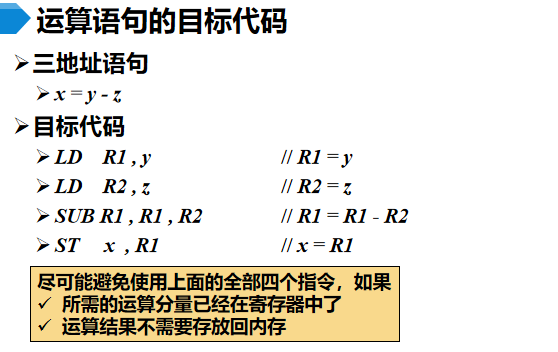 运算语句的目标代码
➢三地址语句
➢x = y - z
➢目标代码
➢LD R1 , y // R1 = y
➢LD R2 , z // R2 = z
➢SUB R1 , R1 , R2 // R1 = R1 - R2
➢ST x , R1 // x = R1
尽可能避免使用上面的全部四个指令，如果
✓ 所需的运算分量已经在寄存器中了
✓ 运算结果不需要存放回内存